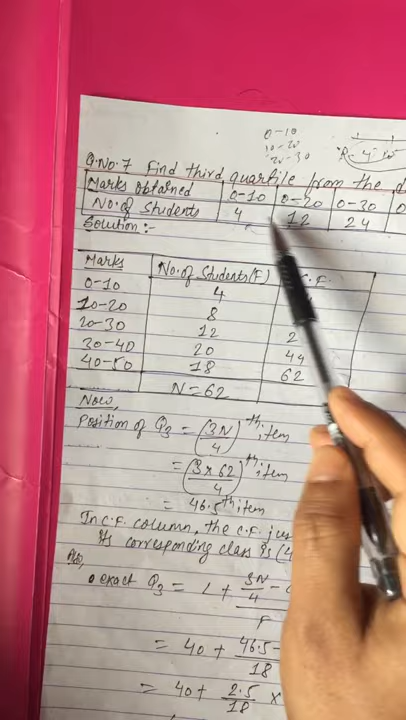 0-10
10-20
20-30
Q.No.7 Find third quartile from the d
Marks obtained 0-10 0-20 0-30 0
No. of Students 4 12 24
Solution:-
Marks No. of Students (F) C.F.
0-10 4
10-20 8
20-30 12 2
30-40 20 44
40-50 18 62
N = 62
Now,
Position of Q3 = (3N/4)th item
= (3×62/4)th item
= 46.5th item
In C.F. column, the C.F. jus
Its corresponding class is (4
exact Q3 = L + 3N/4 - C
F
= 40 + 46.5 -
18
= 40 + 2.5/18 ×